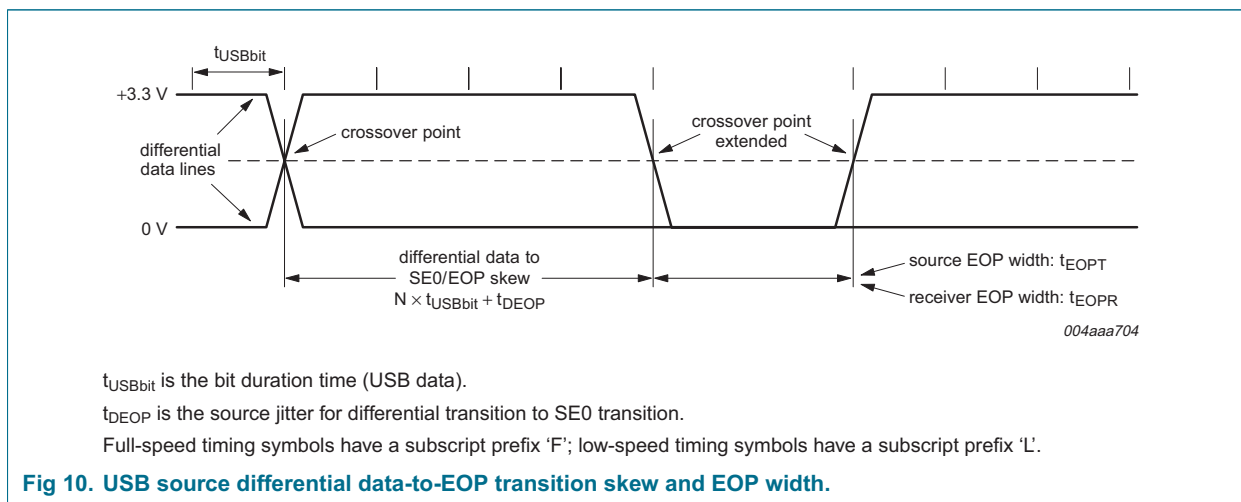 tUSBbit
+3.3 V
crossover point
crossover point
extended
differential
data lines
0 V
differential data to
SE0/EOP skew
N × tUSBbit + tDEOP
source EOP width: tEOPT
receiver EOP width: tEOPR
004aaa704
tUSBbit is the bit duration time (USB data).
tDEOP is the source jitter for differential transition to SE0 transition.
Full-speed timing symbols have a subscript prefix ‘F’; low-speed timing symbols have a subscript prefix ‘L’.
Fig 10. USB source differential data-to-EOP transition skew and EOP width.